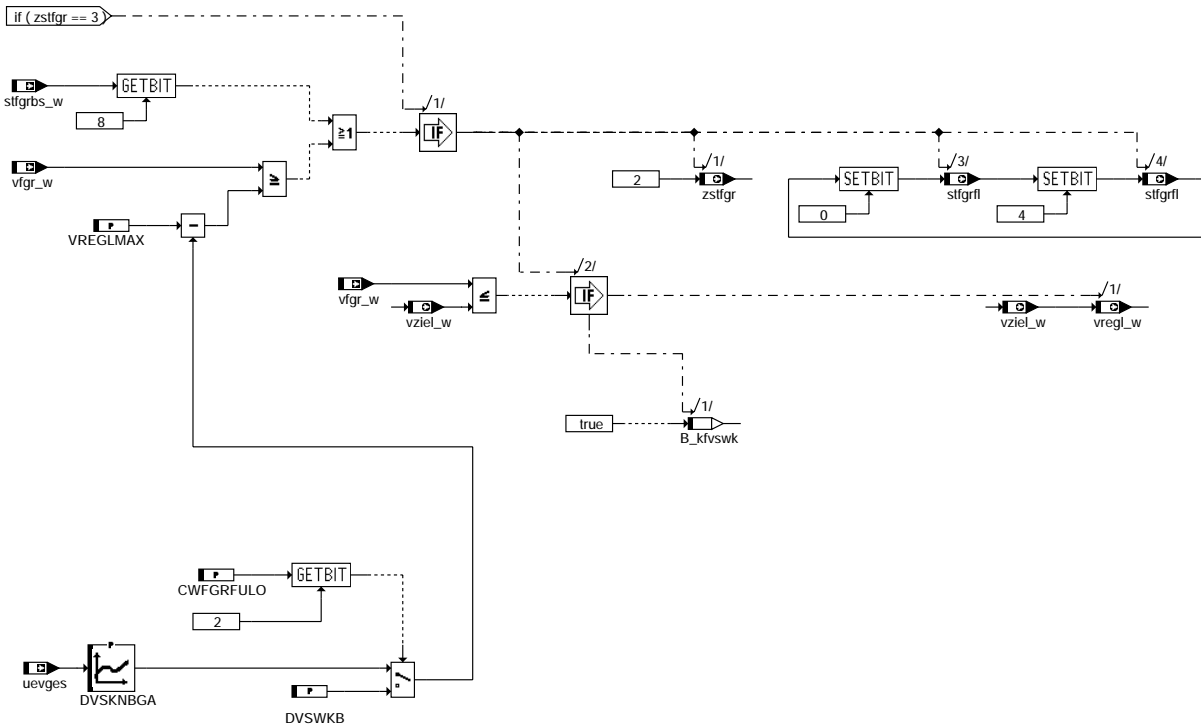 if ( zstfgr == 3 )
/1/
stfgrbs_w
GETBIT
8
≥1
IF
vfgr_w
≥
P
VREGLMAX
−
/1/
2
zstfgr
SETBIT
0
/3/
stfgrfl
SETBIT
4
/4/
stfgrfl
/2/
vfgr_w
vziel_w
≤
IF
/1/
vziel_w
vregl_w
/1/
true
B_kfvswk
P
CWFGRFULO
GETBIT
2
uevges
P
DVSKNBGA
P
DVSWKB